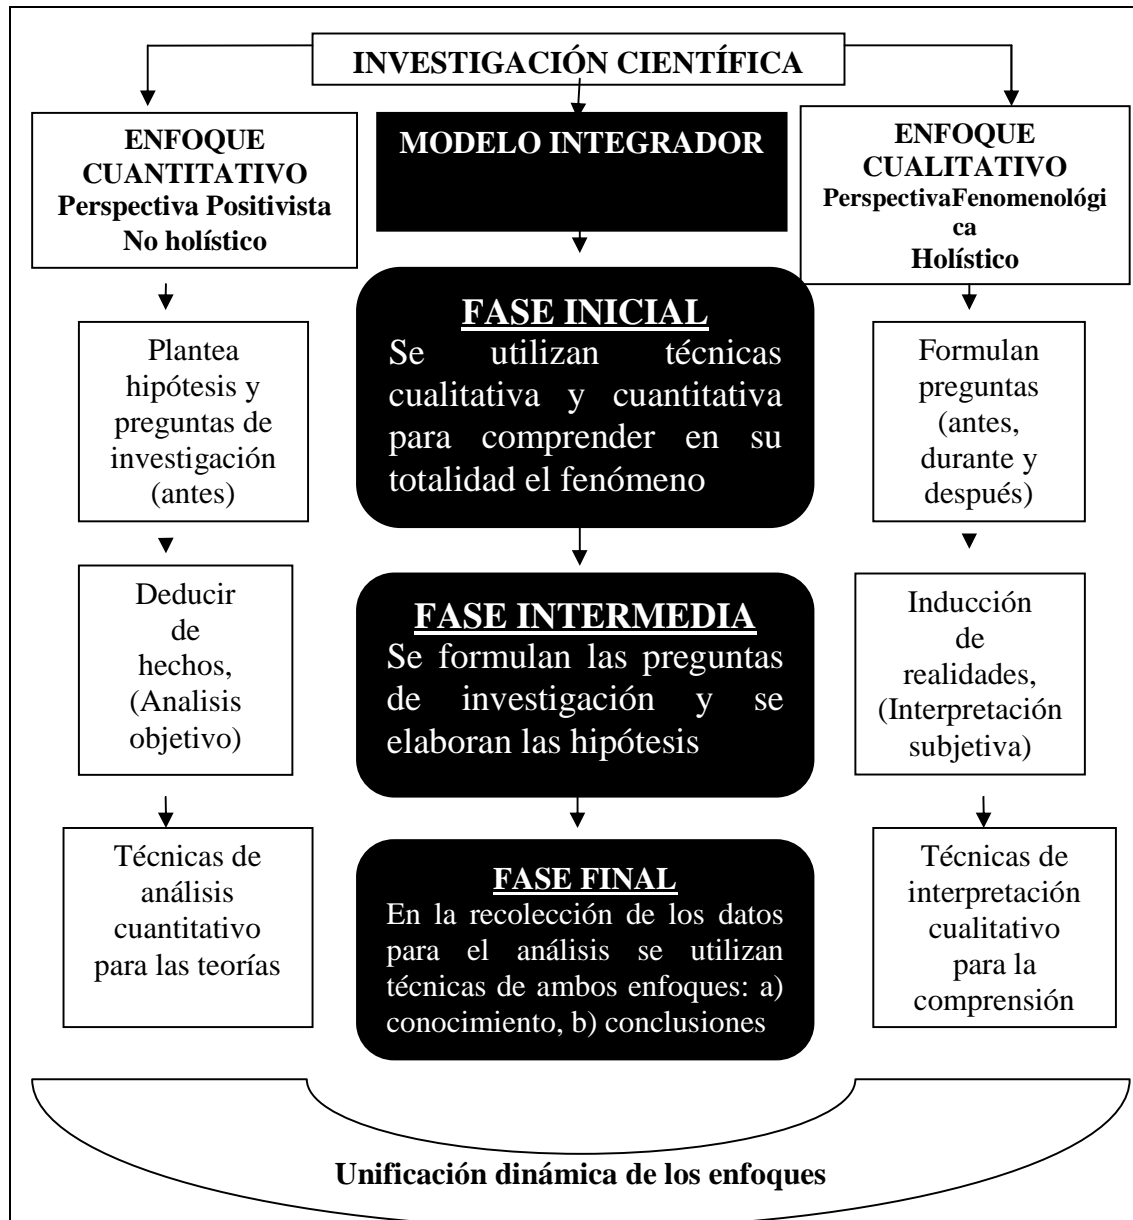 INVESTIGACIÓN CIENTÍFICA
ENFOQUE
CUANTITATIVO
Perspectiva Positivista
No holístico
MODELO INTEGRADOR
ENFOQUE
CUALITATIVO
PerspectivaFenomenológi
ca
Holístico
Plantea
hipótesis y
preguntas de
investigación
(antes)
FASE INICIAL
Se utilizan técnicas
cualitativa y cuantitativa
para comprender en su
totalidad el fenómeno
Formulan
preguntas
(antes,
durante y
después)
Deducir
de
hechos,
(Analisis
objetivo)
FASE INTERMEDIA
Se formulan las preguntas
de investigación y se
elaboran las hipótesis
Inducción
de
realidades,
(Interpretación
subjetiva)
Técnicas de
análisis
cuantitativo
para las teorías
FASE FINAL
En la recolección de los datos
para el análisis se utilizan
técnicas de ambos enfoques: a)
conocimiento, b) conclusiones
Técnicas de
interpretación
cualitativo
para la
comprensión
Unificación dinámica de los enfoques